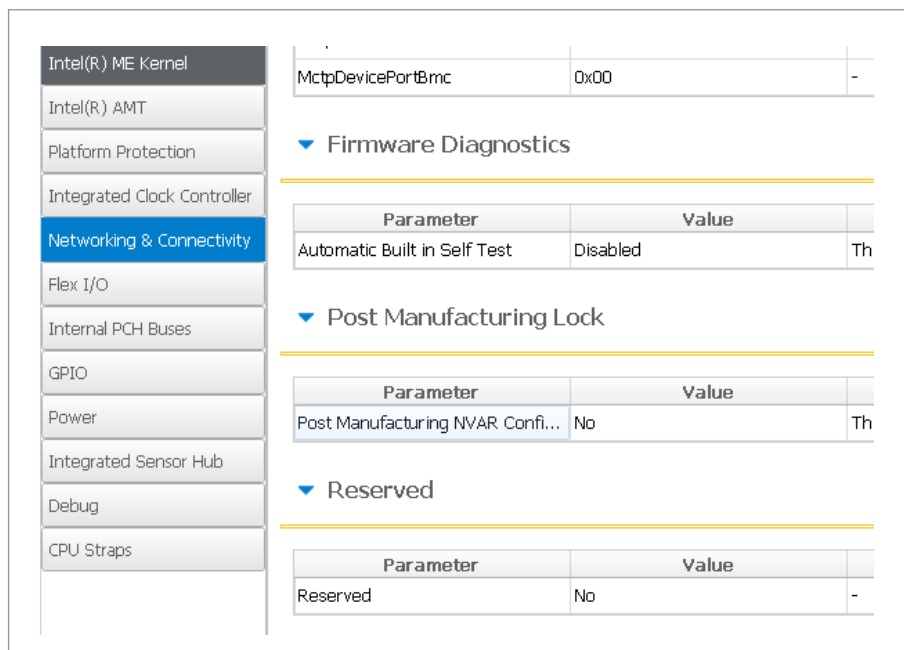 Intel(R) ME Kernel
Intel(R) AMT
Platform Protection
Integrated Clock Controller
Networking & Connectivity
Flex I/O
Internal PCH Buses
GPIO
Power
Integrated Sensor Hub
Debug
CPU Straps
MctpDevicePortBmc 0x00 -
Firmware Diagnostics
Parameter Value
Automatic Built in Self Test Disabled Th
Post Manufacturing Lock
Parameter Value
Post Manufacturing NVAR Confi... No Th
Reserved
Parameter Value
Reserved No -